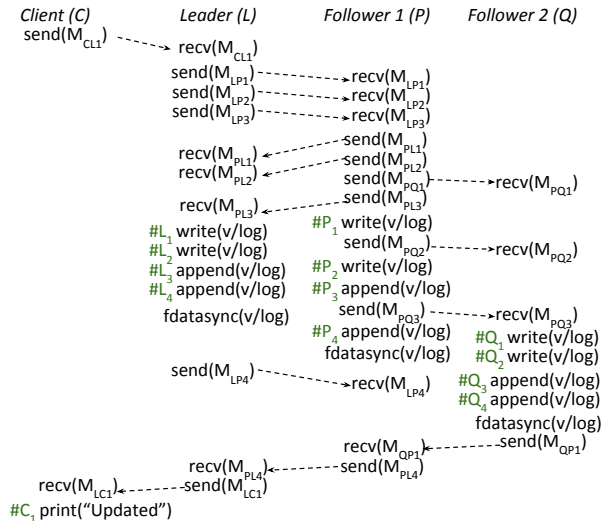 Client (C) Leader (L) Follower 1 (P) Follower 2 (Q)
send(M_CL1)
recv(M_CL1)
send(M_LP1) recv(M_LP1)
send(M_LP2) recv(M_LP2)
send(M_LP3) recv(M_LP3)
send(M_PL1)
recv(M_PL1) send(M_PL2)
recv(M_PL2) send(M_PQ1) recv(M_PQ1)
recv(M_PL3) send(M_PL3)
#L_1 write(v/log) #P_1 write(v/log)
#L_2 write(v/log) send(M_PQ2) recv(M_PQ2)
#L_3 append(v/log) #P_2 write(v/log)
#L_4 append(v/log) #P_3 append(v/log)
fdatasync(v/log) send(M_PQ3) recv(M_PQ3)
#P_4 append(v/log) #Q_1 write(v/log)
fdatasync(v/log) #Q_2 write(v/log)
send(M_LP4) recv(M_LP4) #Q_3 append(v/log)
#Q_4 append(v/log)
fdatasync(v/log)
recv(M_QP1) send(M_QP1)
recv(M_PL4) send(M_PL4)
recv(M_LC1) send(M_LC1)
#C_1 print("Updated")